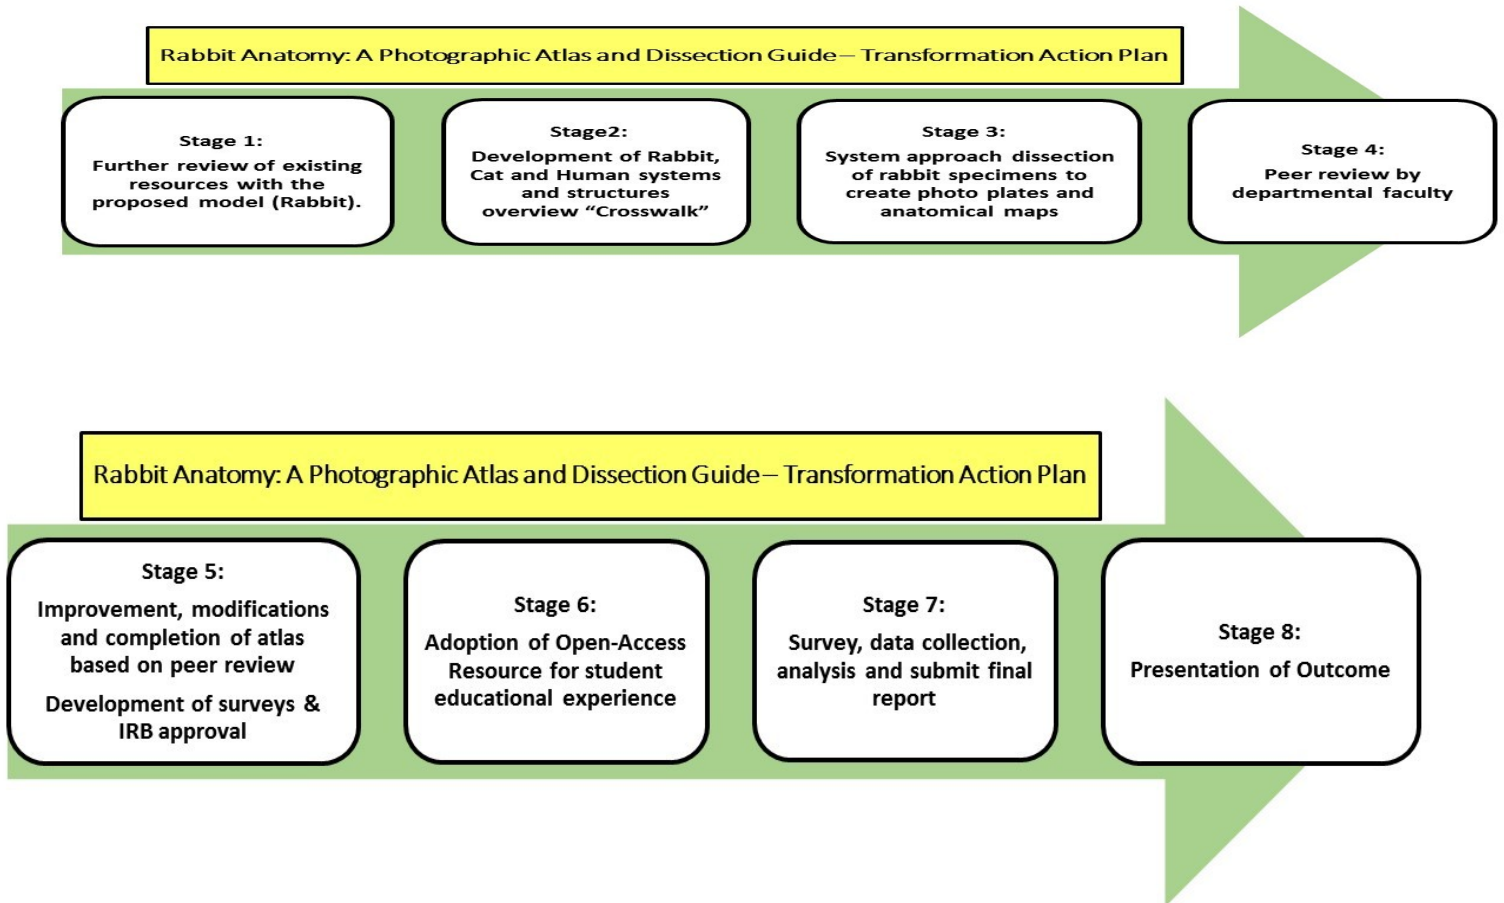 Rabbit Anatomy: A Photographic Atlas and Dissection Guide – Transformation Action Plan
Stage 1:
Further review of existing
resources with the
proposed model (Rabbit).
Stage2:
Development of Rabbit,
Cat and Human systems
and structures
overview “Crosswalk”
Stage 3:
System approach dissection
of rabbit specimens to
create photo plates and
anatomical maps
Stage 4:
Peer review by
departmental faculty
Rabbit Anatomy: A Photographic Atlas and Dissection Guide – Transformation Action Plan
Stage 5:
Improvement, modifications
and completion of atlas
based on peer review
Development of surveys &
IRB approval
Stage 6:
Adoption of Open-Access
Resource for student
educational experience
Stage 7:
Survey, data collection,
analysis and submit final
report
Stage 8:
Presentation of Outcome